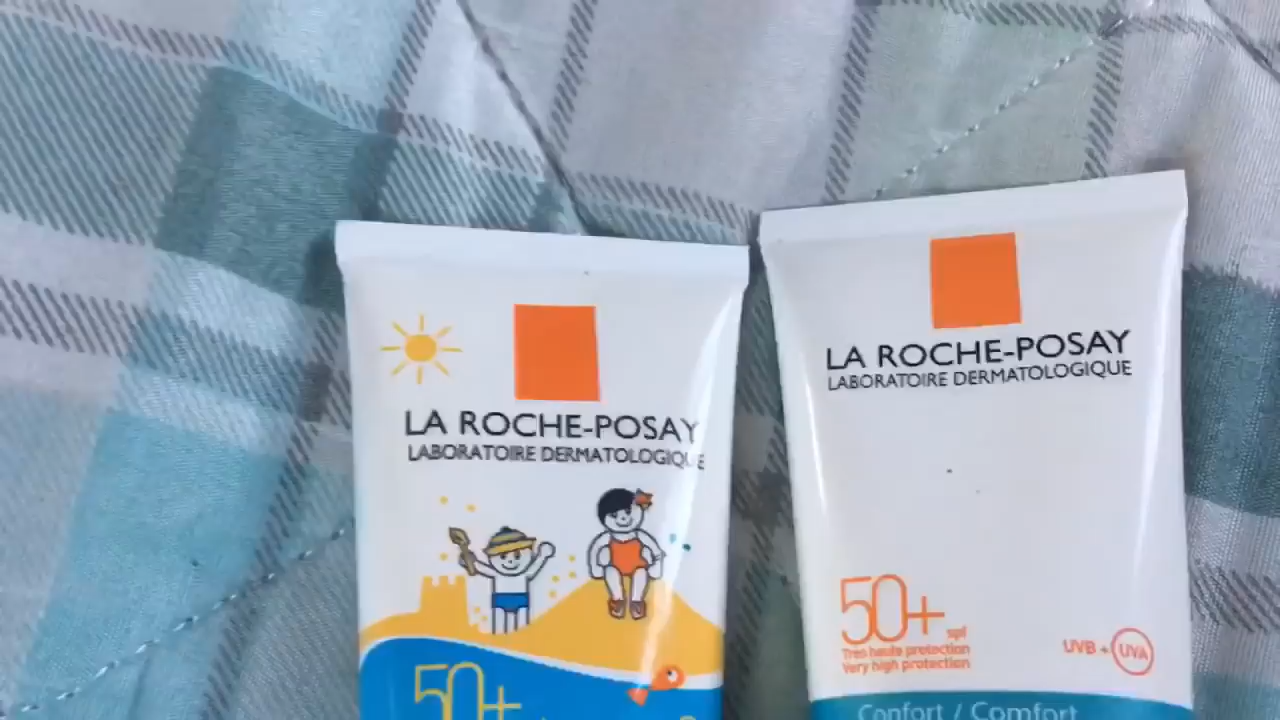 LA ROCHE-POSAY
LABORATOIRE DERMATOLOGIQUE
50+
LA ROCHE-POSAY
LABORATOIRE DERMATOLOGIQUE
50+ spf
Très haute protection
Very high protection
UVB + UVA
Confort / Comfort